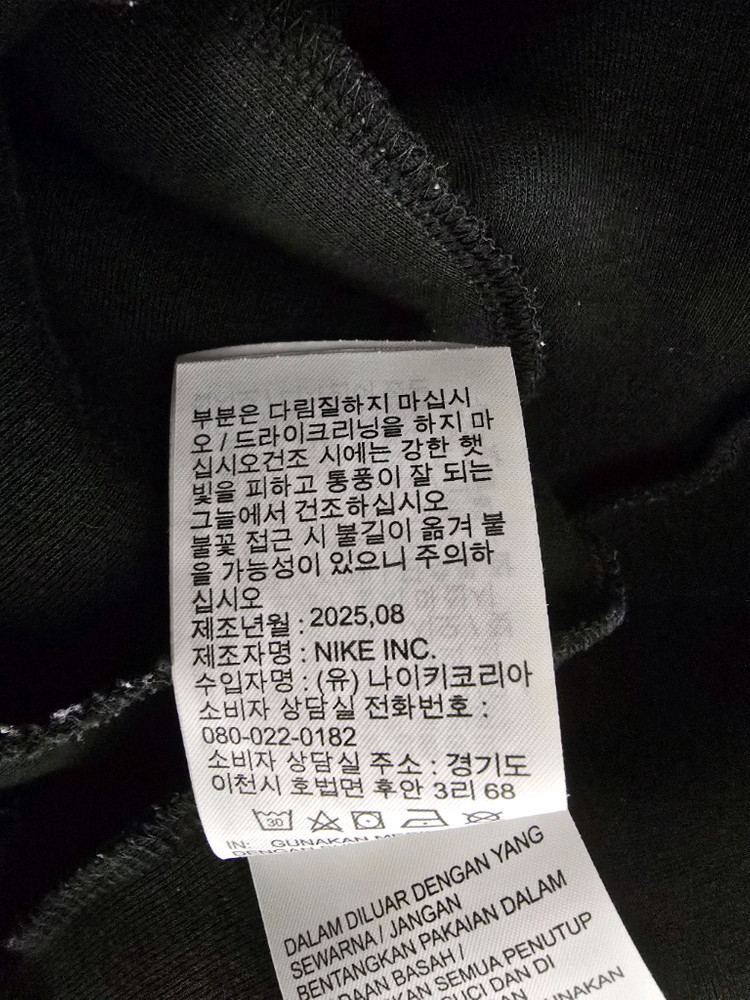 부분은 다림질하지 마십시
오 / 드라이크리닝을 하지 마
십시오건조 시에는 강한 햇
빛을 피하고 통풍이 잘 되는
그늘에서 건조하십시오
불꽃 접근 시 불길이 옮겨 붙
을 가능성이 있으니 주의하
십시오
제조년월 : 2025,08
제조자명 : NIKE INC.
수입자명 : (유) 나이키코리아
소비자 상담실 전화번호 :
080-022-0182
소비자 상담실 주소 : 경기도
이천시 호법면 후안 3리 68
30
IN: GUNAKAN
DENGAN
DALAM DILUAR DENGAN YANG
SEWARNA / JANGAN
BENTANGKAN PAKAIAN DALAM
BASAH /
SEMUA PENUTUP
CUCI DAN DI